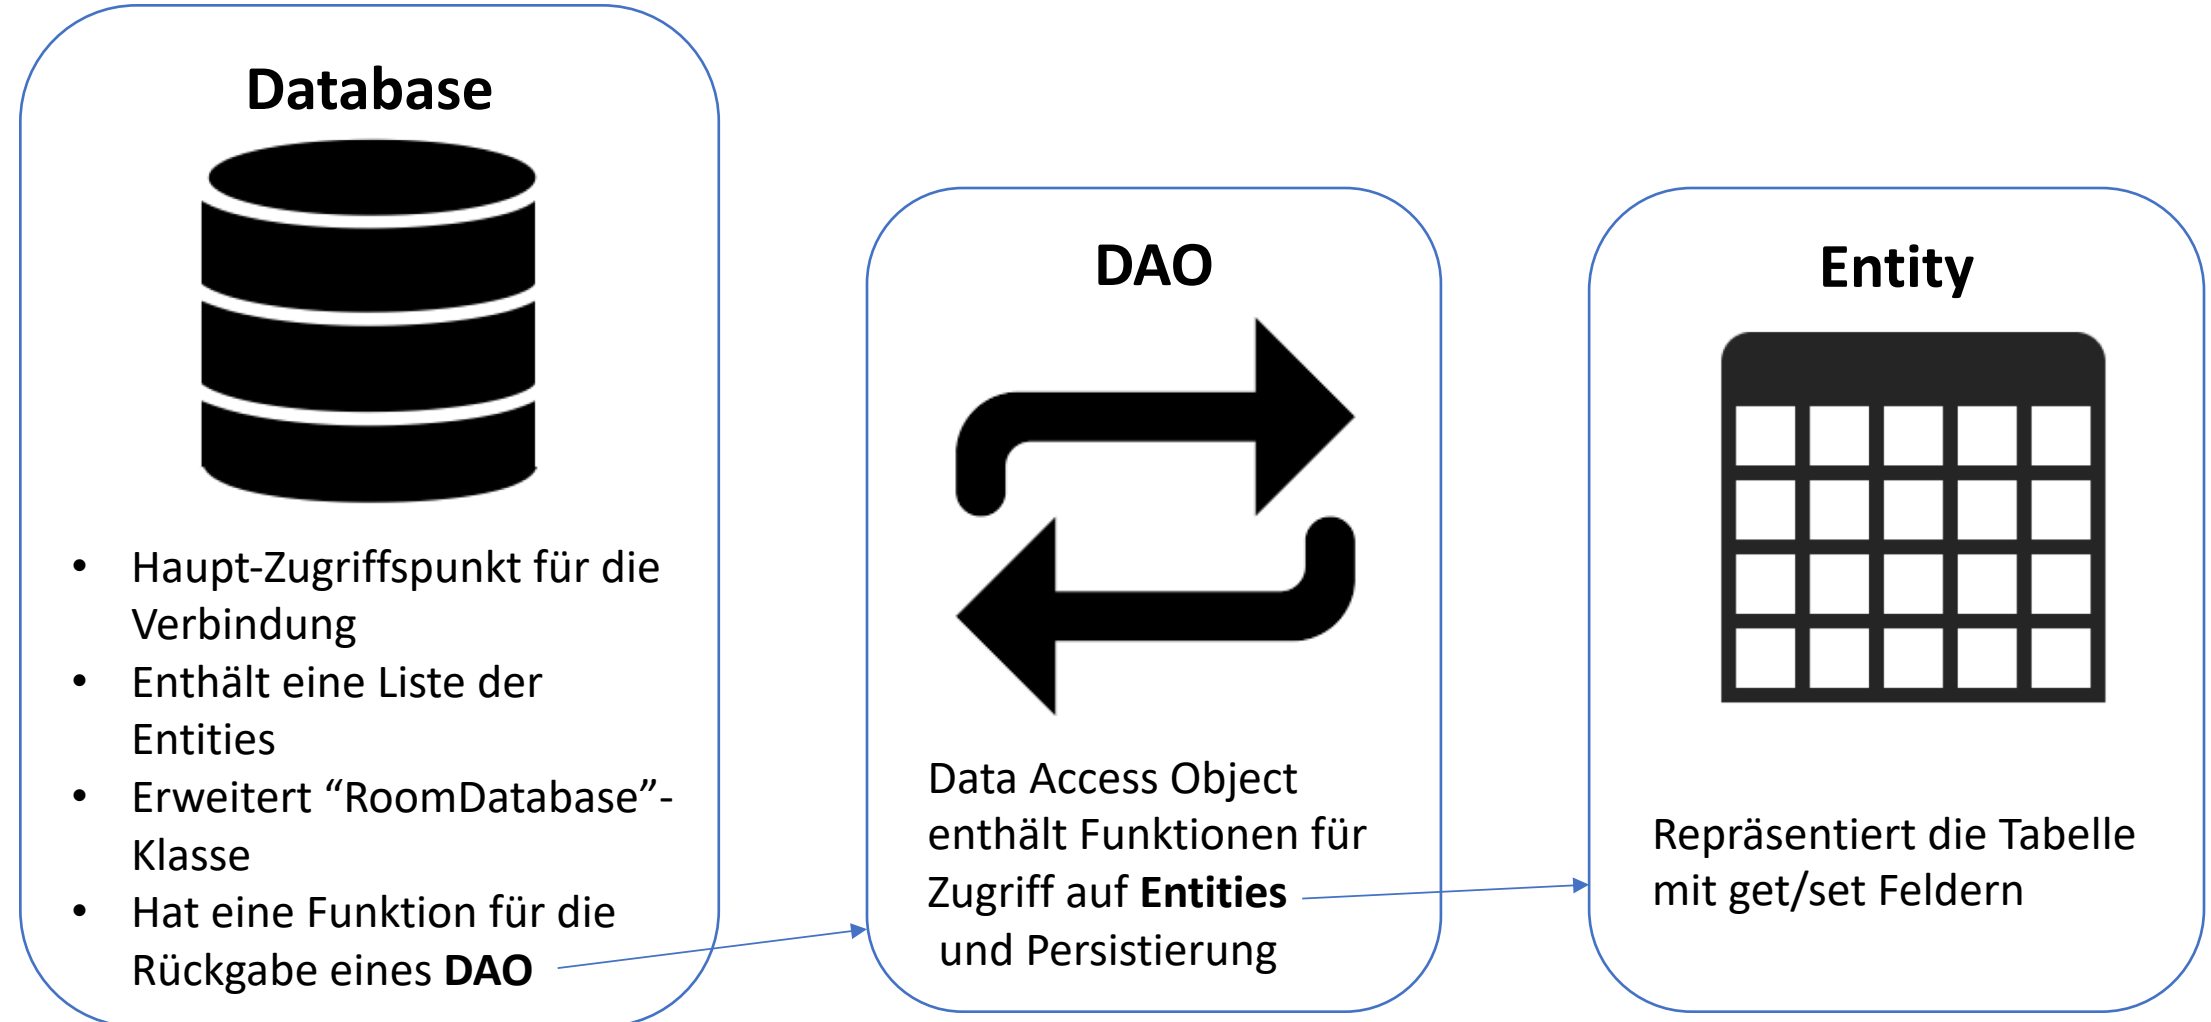 Database
• Haupt-Zugriffspunkt für die
Verbindung
• Enthält eine Liste der
Entities
• Erweitert “RoomDatabase”-
Klasse
• Hat eine Funktion für die
Rückgabe eines DAO
DAO
Data Access Object
enthält Funktionen für
Zugriff auf Entities
und Persistierung
Entity
Repräsentiert die Tabelle
mit get/set Feldern